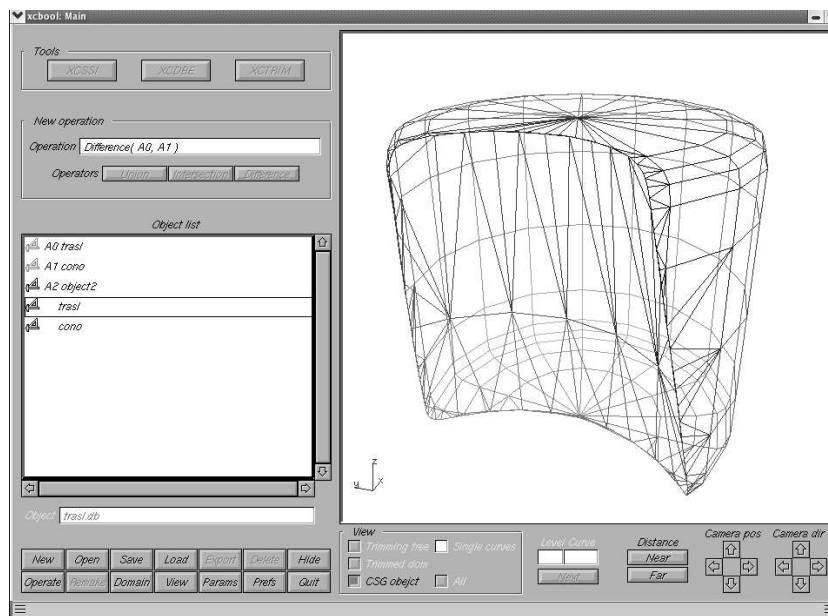 xcbool: Main
Tools
XCSSI XCDBE XCTRIM
New operation
Operation Difference( A0, A1 )
Operators Union Intersection Difference
Object list
A0 trasl
A1 cono
A2 object2
trasl
cono
Object trasl.db
New Open Save Load Export Delete Hide
Operate Remake Domain View Params Prefs Quit
z
y x
View
Trimming tree Single curves
Trimmed dom
CSG obejct All
Level Curve
Next
Distance
Near
Far
Camera pos Camera dir